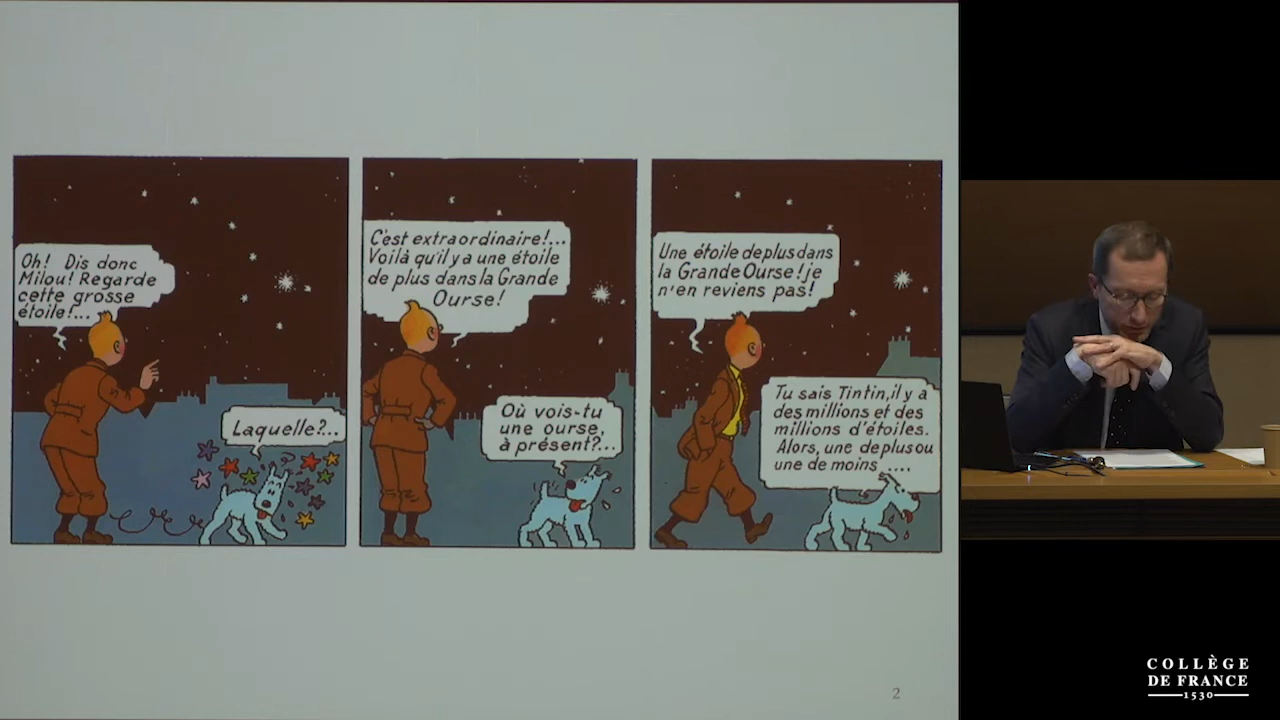 Oh! Dis donc
Milou! Regarde
cette grosse
étoile!...
Laquelle?...
C'est extraordinaire!...
Voilà qu'il y a une étoile
de plus dans la Grande
Ourse!
Où vois-tu
une ourse,
à présent?...
Une étoile de plus dans
la Grande Ourse! je
n'en reviens pas!
Tu sais Tintin, il y a
des millions et des
millions d'étoiles.
Alors, une de plus ou
une de moins ....
2
COLLÈGE
DE FRANCE
1530